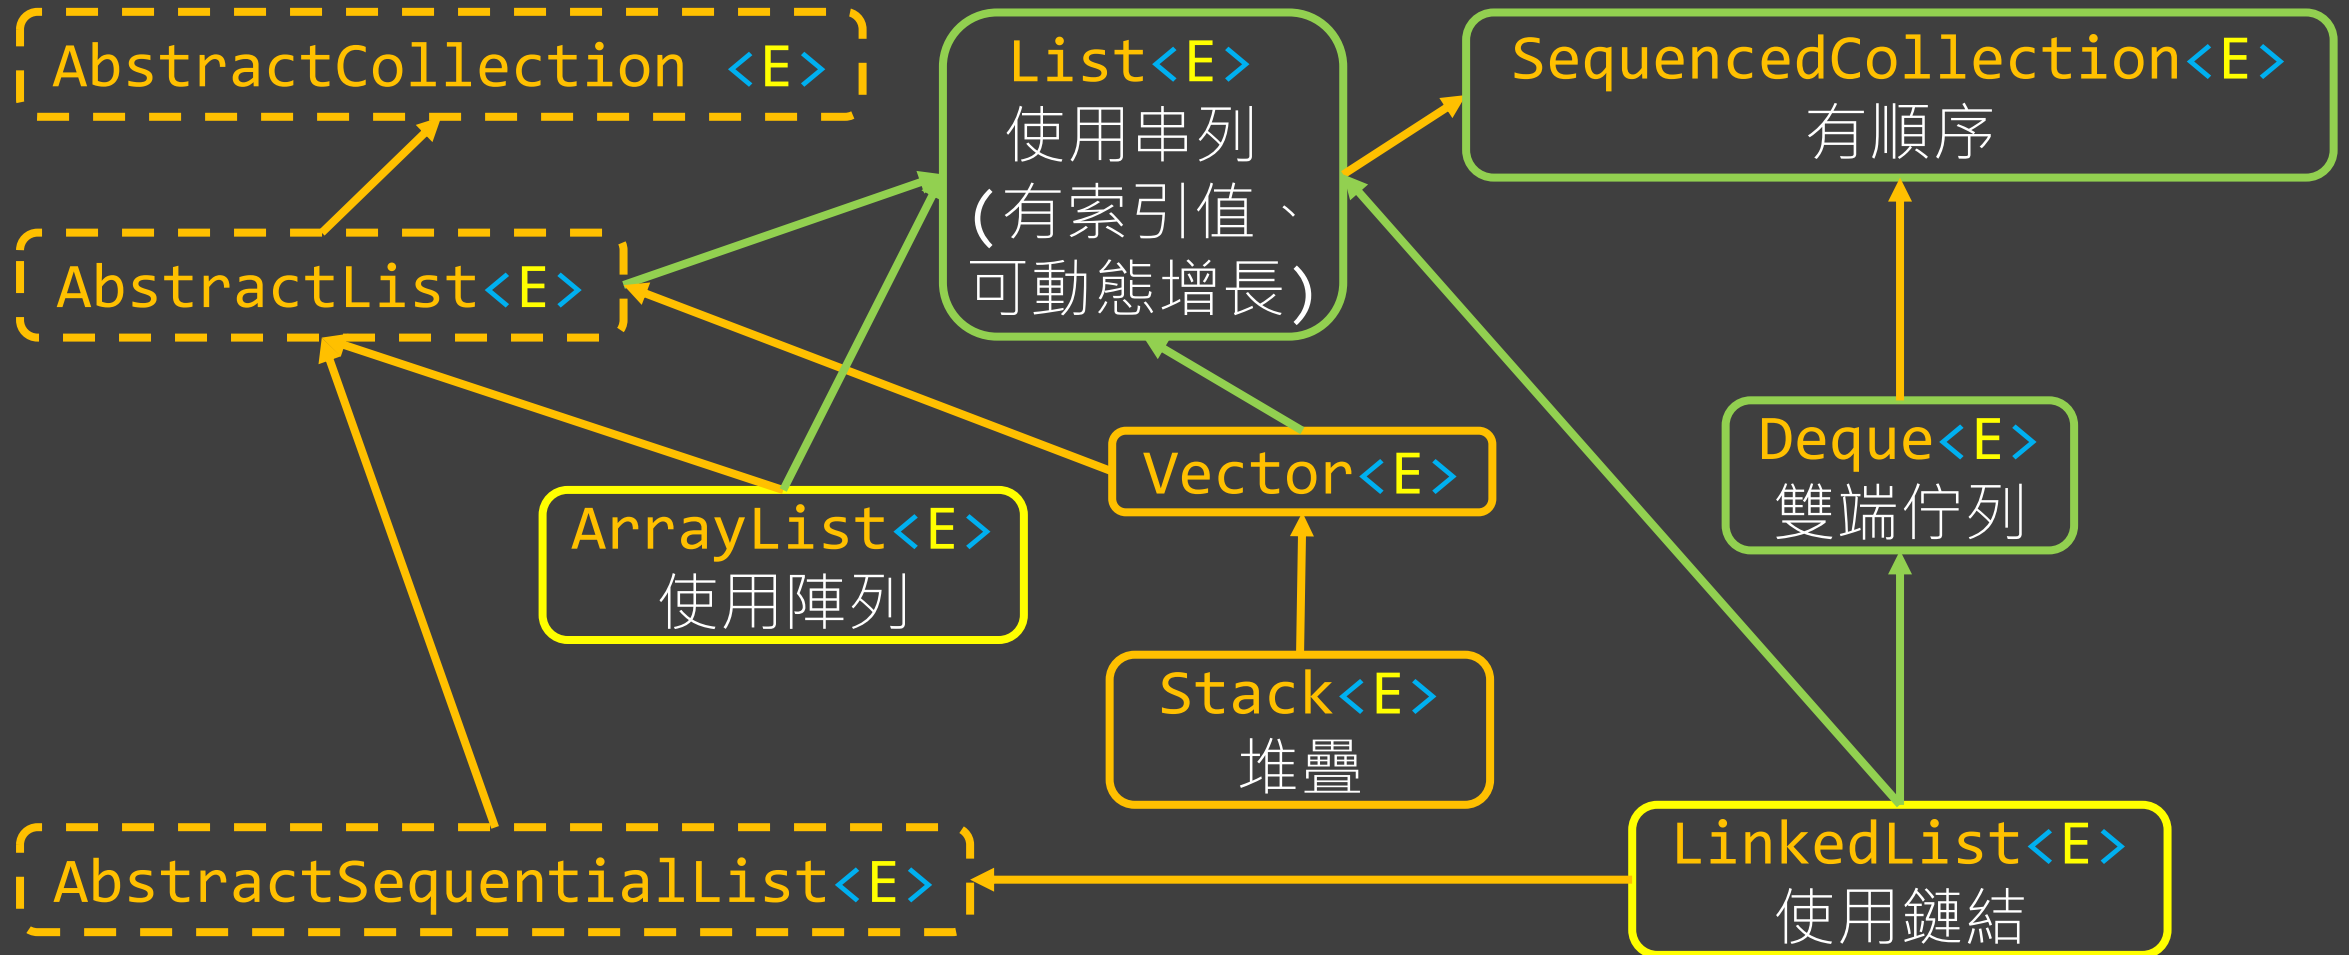 AbstractCollection <E>
List<E>
使用串列
(有索引值、
可動態增長)
SequencedCollection<E>
有順序
AbstractList<E>
Deque<E>
雙端佇列
Vector<E>
ArrayList<E>
使用陣列
Stack<E>
堆疊
AbstractSequentialList<E>
LinkedList<E>
使用鏈結